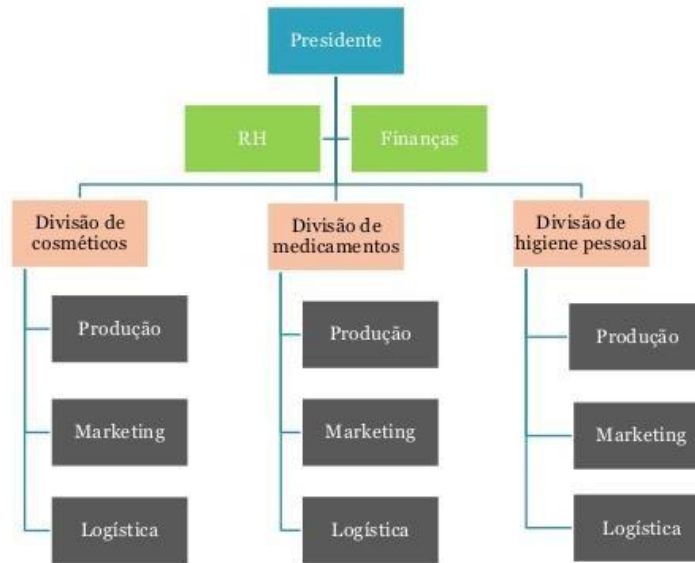 Presidente
RH
Finanças
Divisão de
cosméticos
Divisão de
medicamentos
Divisão de
higiene pessoal
Produção
Produção
Produção
Marketing
Marketing
Marketing
Logística
Logística
Logística